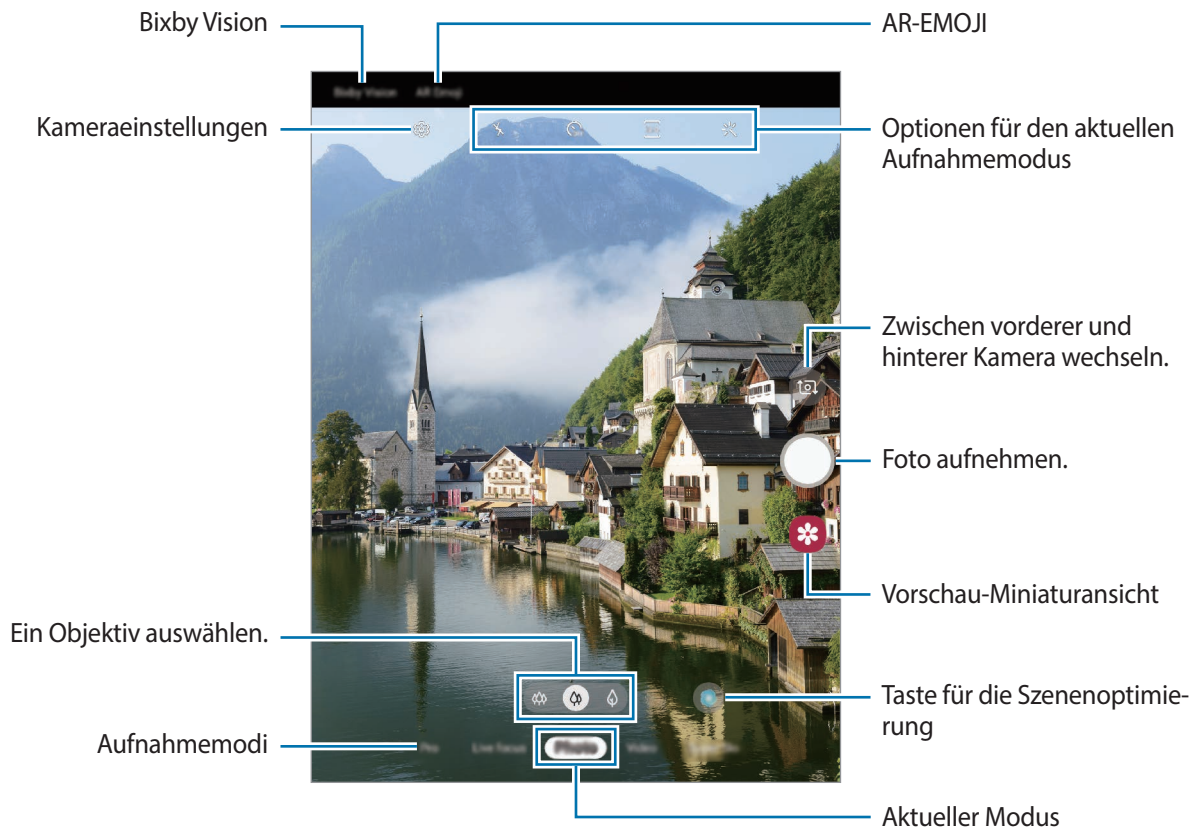 Bixby Vision
AR-EMOJI
Bixby Vision AR Emoji
Kameraeinstellungen
Optionen für den aktuellen
Aufnahmemodus
Zwischen vorderer und
hinterer Kamera wechseln.
Foto aufnehmen.
Vorschau-Miniaturansicht
Ein Objektiv auswählen.
Taste für die Szenenoptimie-
rung
Aufnahmemodi
Pro Live focus Photo Video
Aktueller Modus